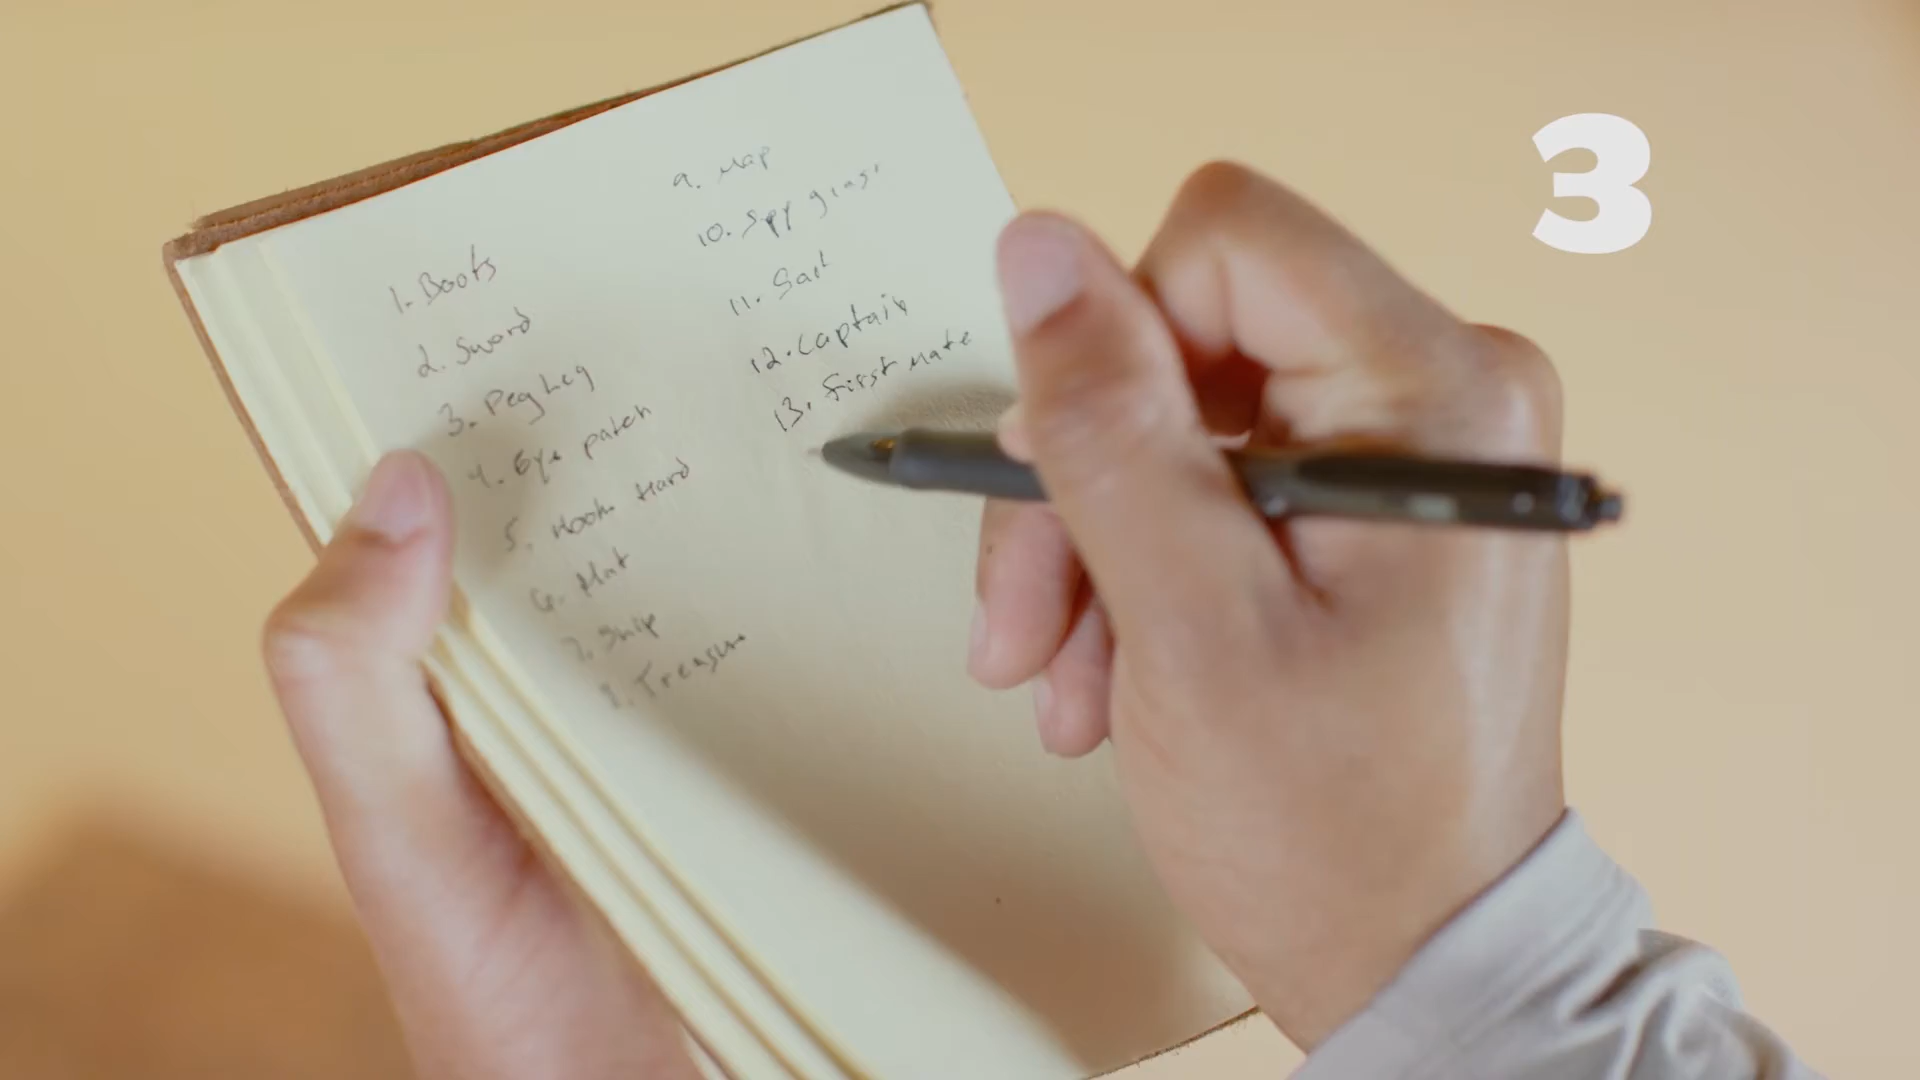 1. Boots
2. Sword
3. Peg Leg
4. Eye patch
5. Hook Hand
6. Hat
7. Ship
8. Treasure
9. Map
10. Spy glass
11. Sail
12. Captain
13. First Mate
3